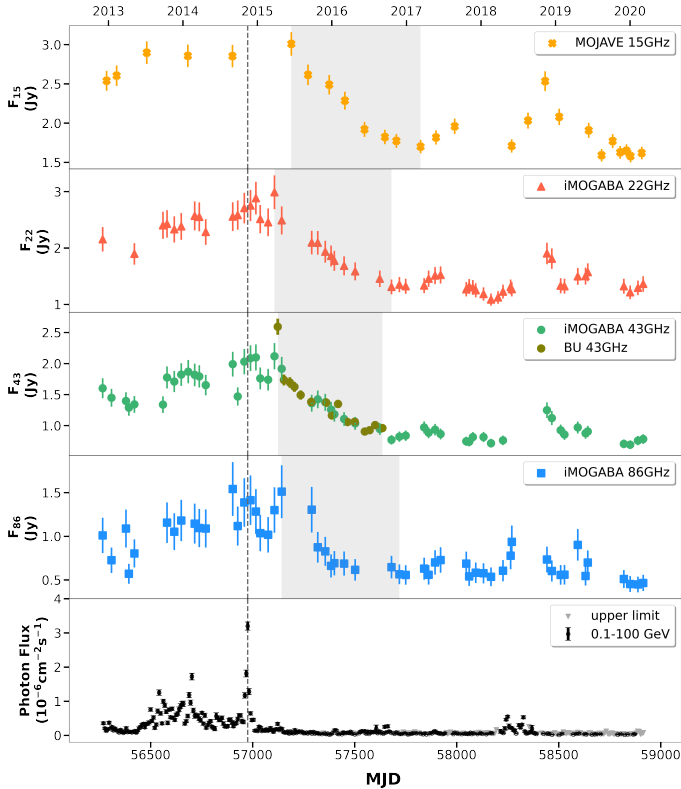 2013 2014 2015 2016 2017 2018 2019 2020
3.0
2.5
2.0
1.5
F15
(Jy)
MOJAVE 15GHz
3
2
1
F22
(Jy)
iMOGABA 22GHz
2.5
2.0
1.5
1.0
F43
(Jy)
iMOGABA 43GHz
BU 43GHz
1.5
1.0
0.5
F86
(Jy)
iMOGABA 86GHz
4
3
2
1
0
Photon Flux
(10⁻⁶cm⁻²s⁻¹)
upper limit
0.1-100 GeV
56500 57000 57500 58000 58500 59000
MJD